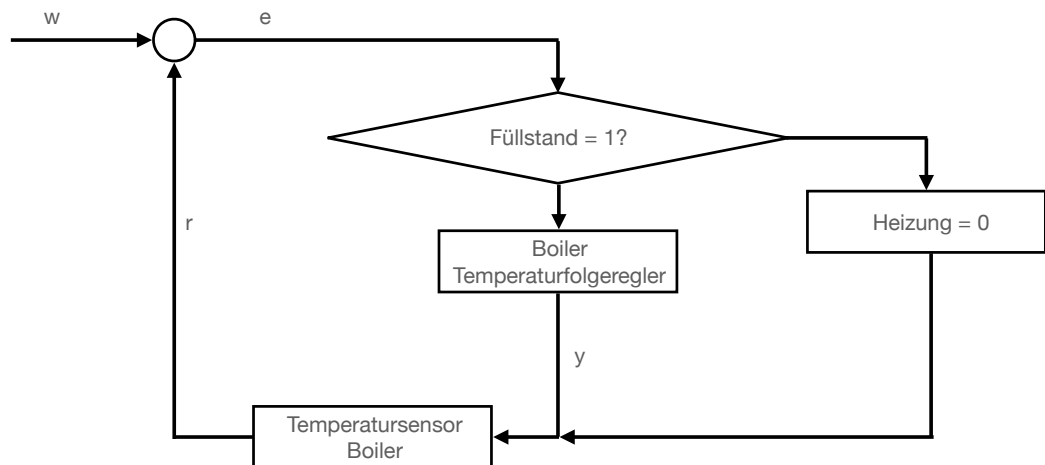 w
e
Füllstand = 1?
r
Heizung = 0
Boiler
Temperaturfolgeregler
y
Temperatursensor
Boiler